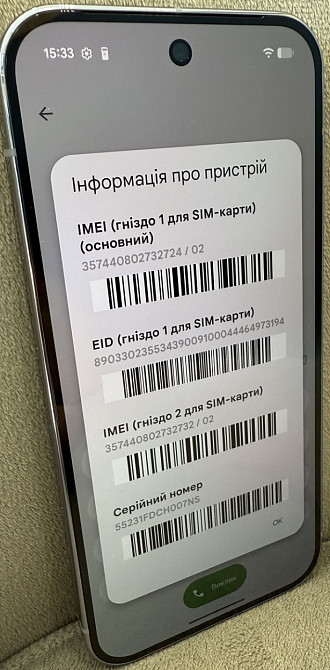 15:33
Інформація про пристрій
IMEI (гніздо 1 для SIM-карти)
(основний)
357440802732724 / 02
EID (гніздо 1 для SIM-карти)
89033023553439009100044464973194
IMEI (гніздо 2 для SIM-карти)
357440802732732 / 02
Серійний номер
55231FDCH007NS
OK
Виклик